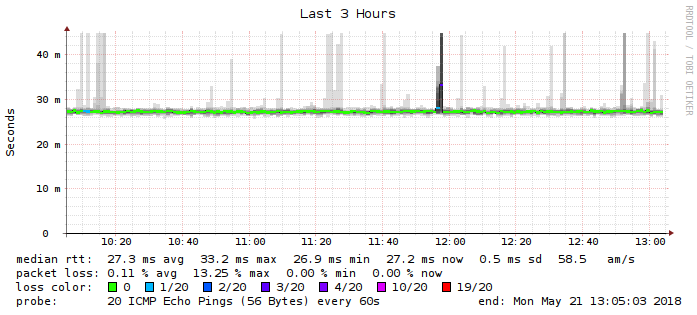 Last 3 Hours
RRDTOOL / TOBI OETIKER
Seconds
40 m
30 m
20 m
10 m
0
10:20 10:40 11:00 11:20 11:40 12:00 12:20 12:40 13:00
median rtt: 27.3 ms avg 33.2 ms max 26.9 ms min 27.2 ms now 0.5 ms sd 58.5 am/s
packet loss: 0.11 % avg 13.25 % max 0.00 % min 0.00 % now
loss color: 0 1/20 2/20 3/20 4/20 10/20 19/20
probe: 20 ICMP Echo Pings (56 Bytes) every 60s end: Mon May 21 13:05:03 2018